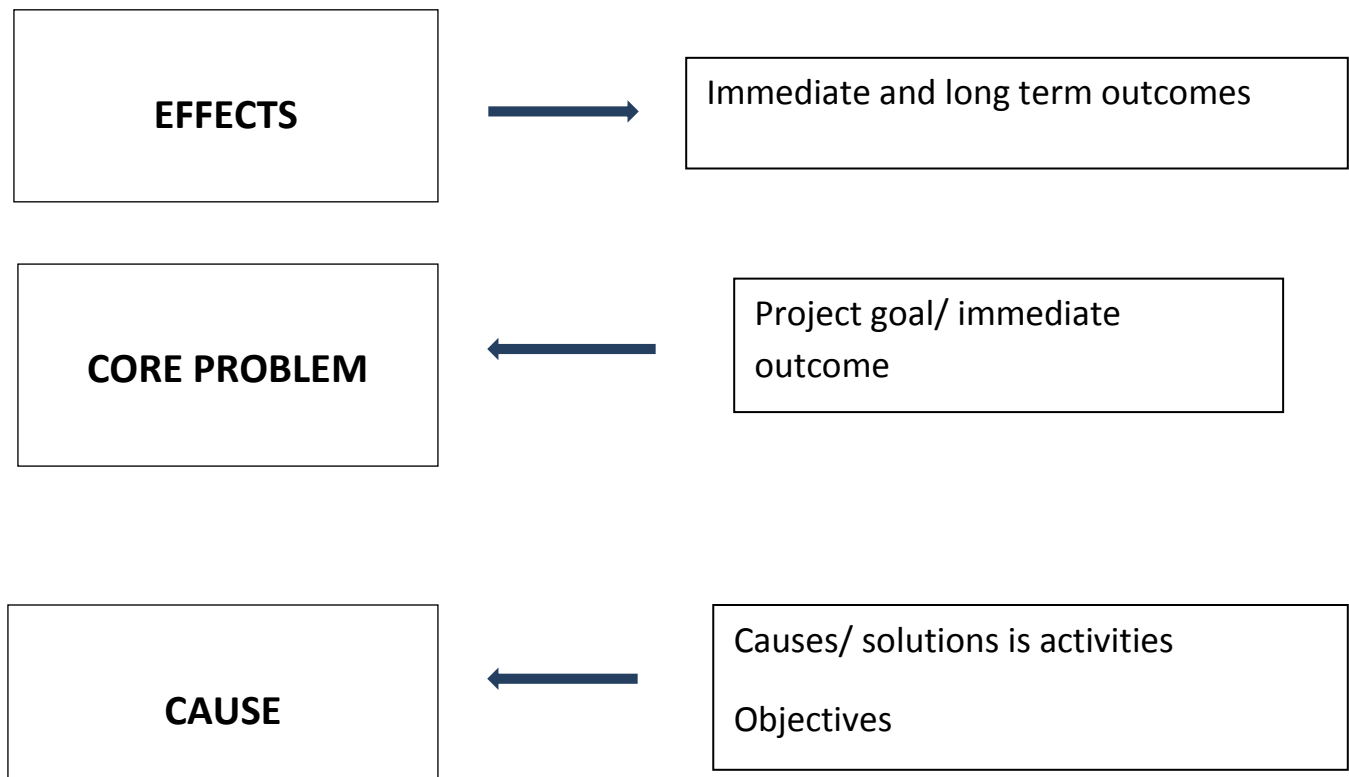 EFFECTS
Immediate and long term outcomes
CORE PROBLEM
Project goal/ immediate
outcome
CAUSE
Causes/ solutions is activities
Objectives